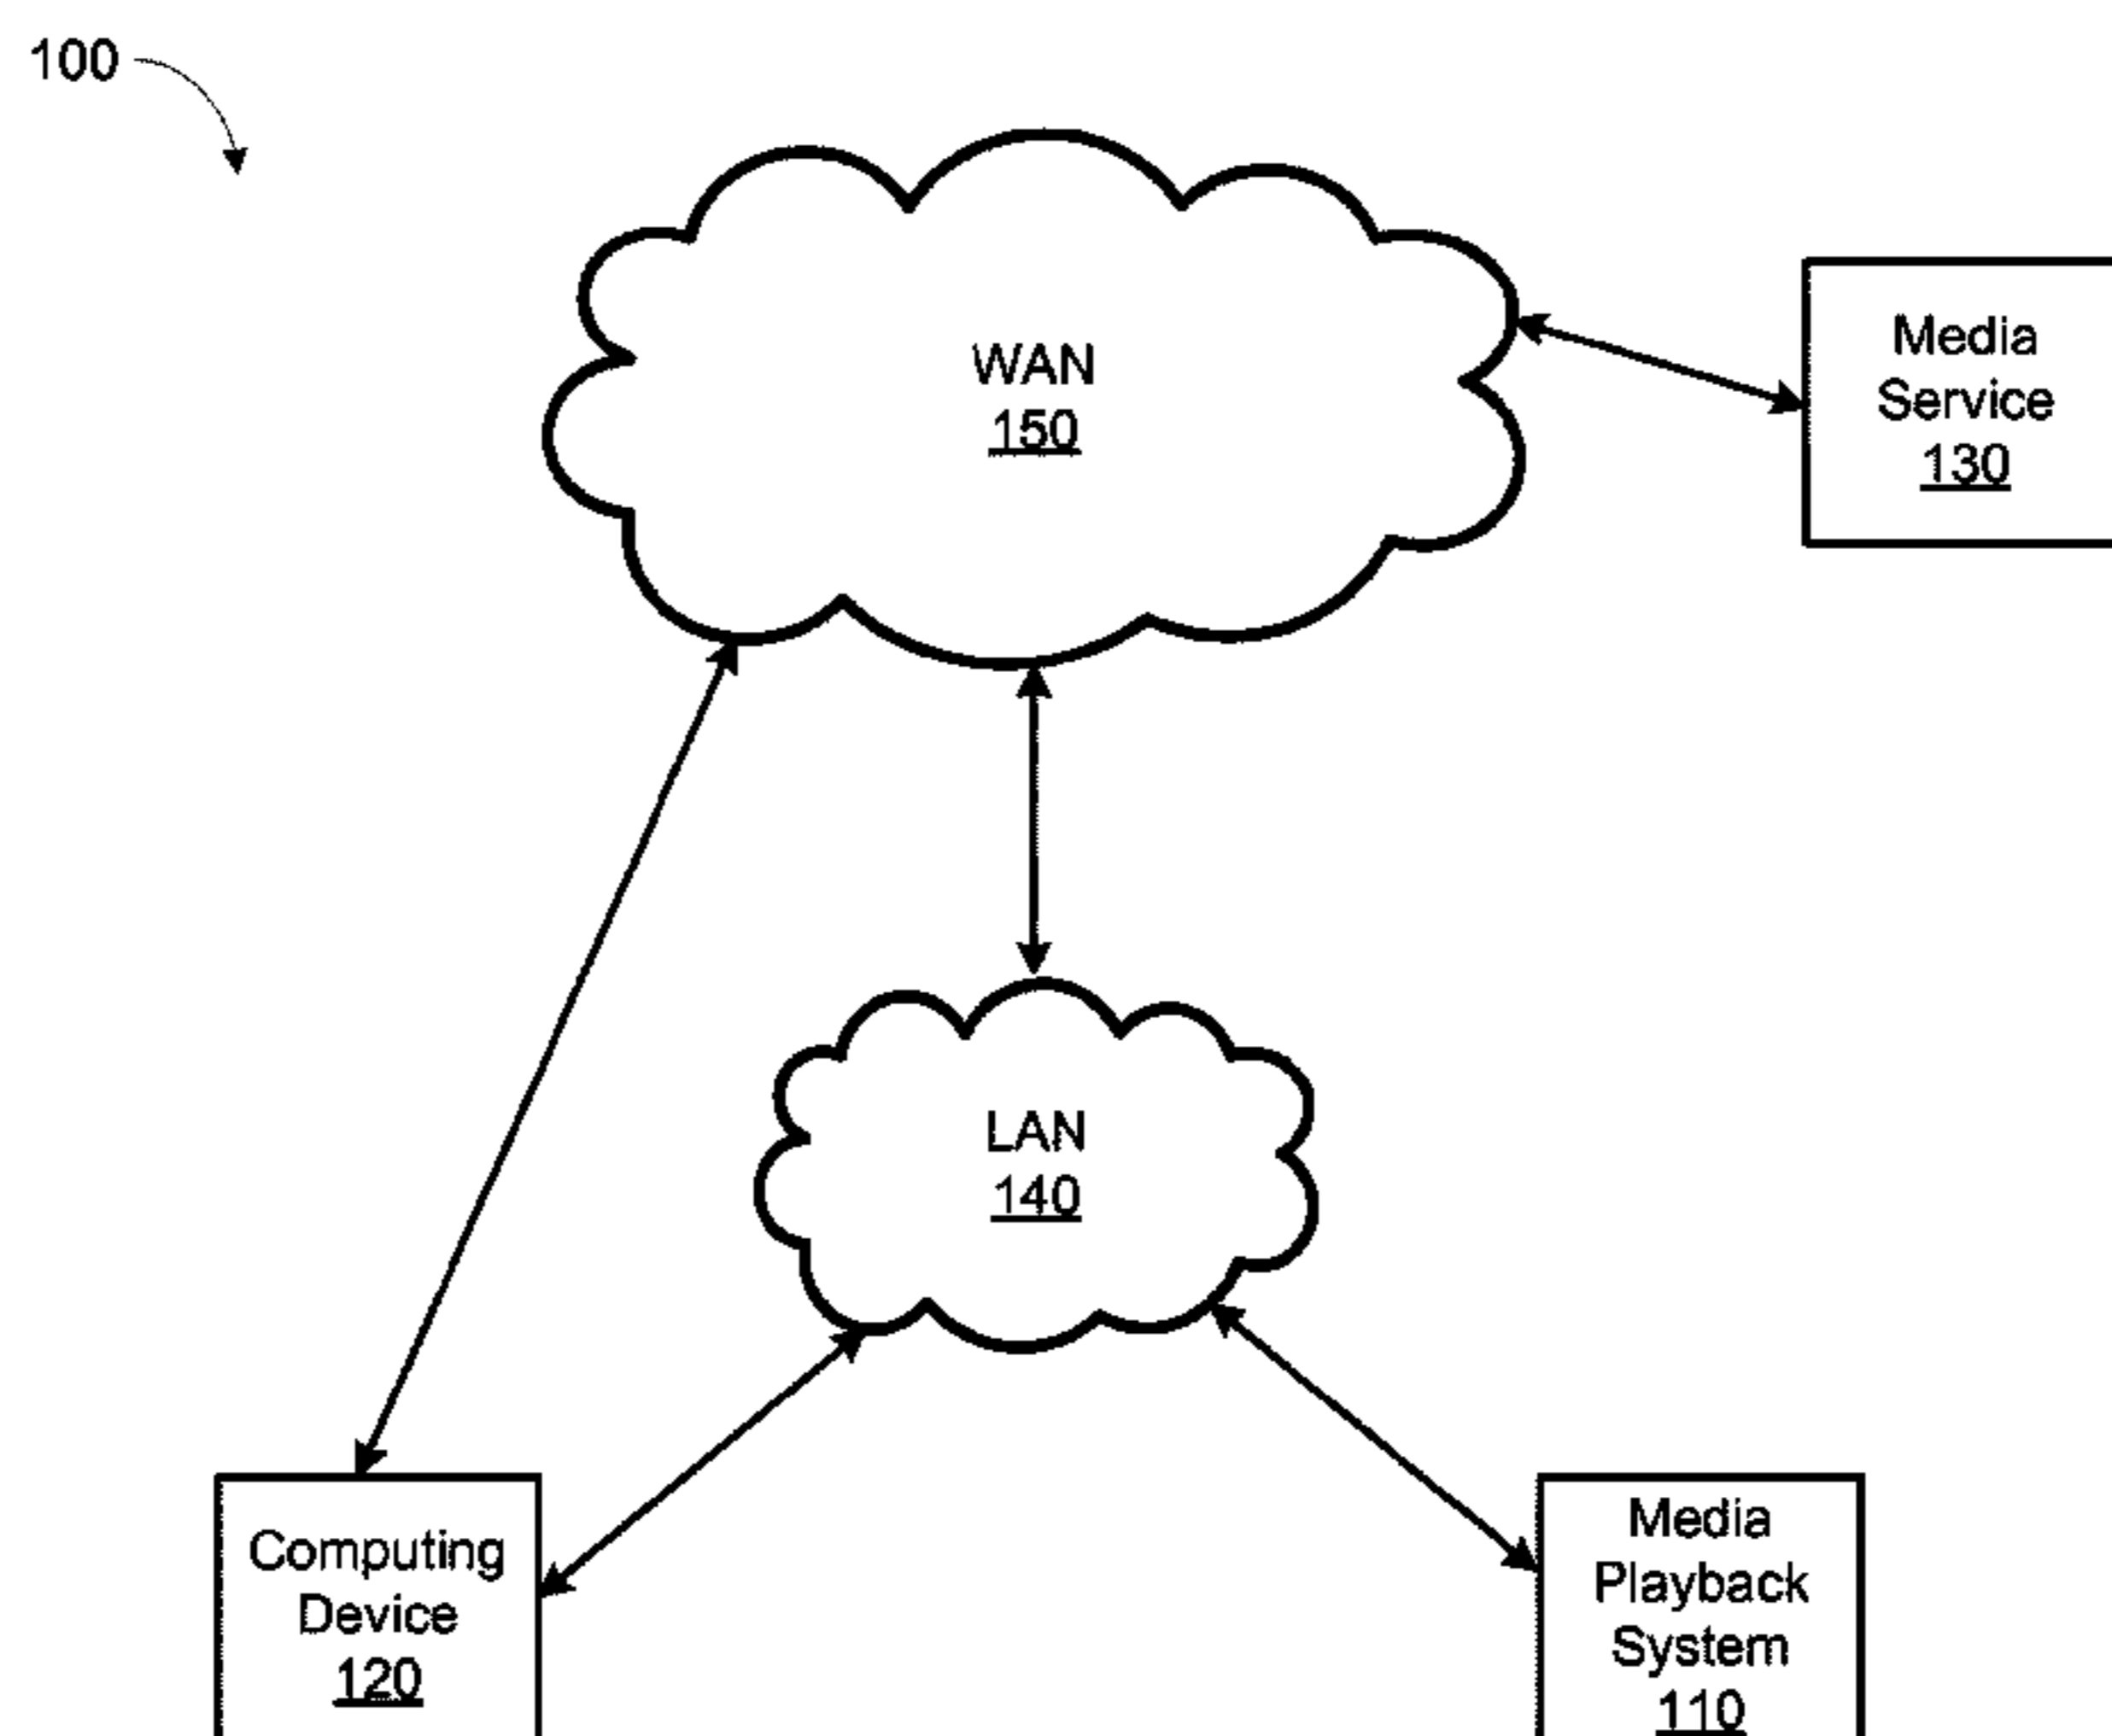 100
WAN
150
Media
Service
130
LAN
140
Computing
Device
120
Media
Playback
System
110